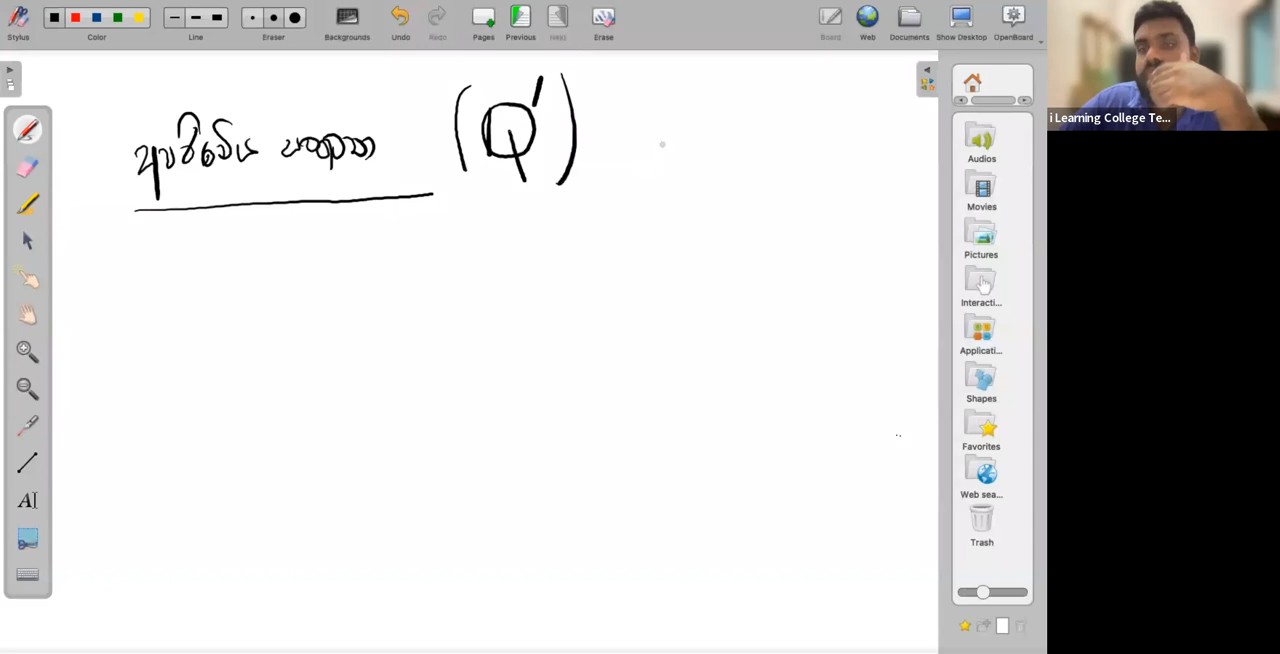 Stylus Color Line Eraser Backgrounds Undo Redo Pages Previous Next Erase Board Web Documents Show Desktop OpenBoard
i Learning College Te...
අපරිමේය සංඛ්‍යා (Q')
Audios
Movies
Pictures
Interacti...
Applicati...
Shapes
Favorites
Web sea...
Trash